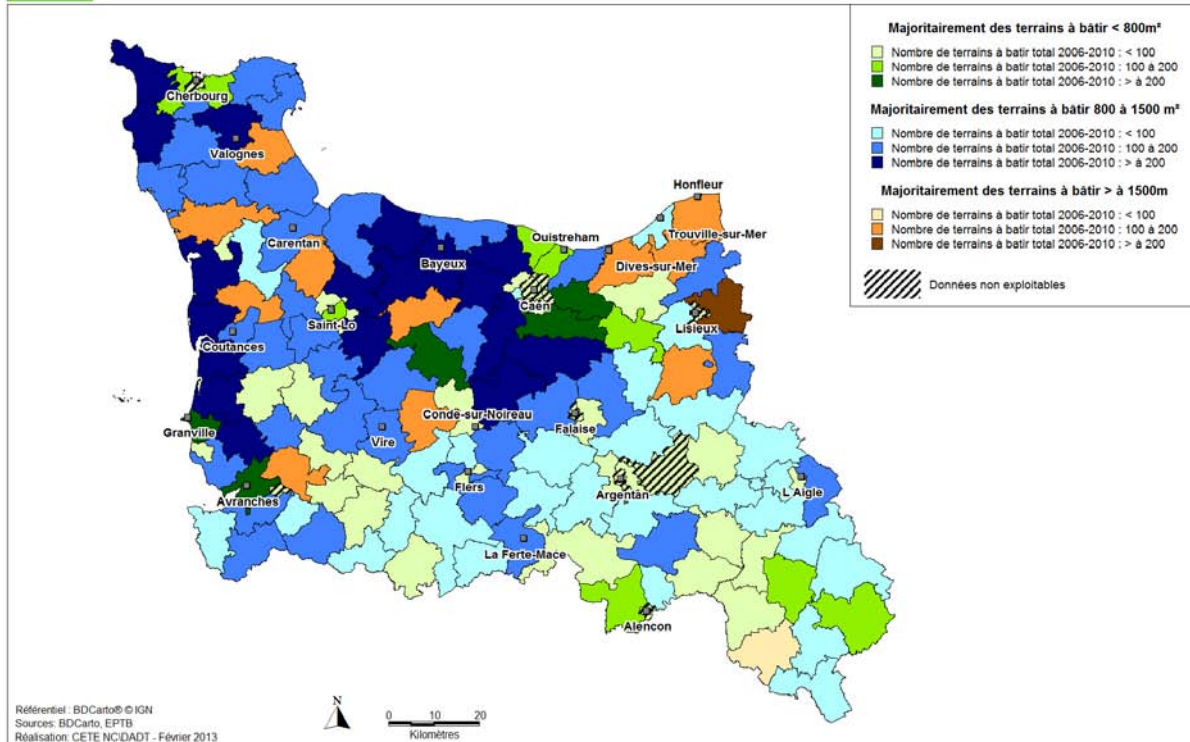 Majoritairement des terrains à bâtir < 800m²
Nombre de terrains à batir total 2006-2010 : < 100
Nombre de terrains à batir total 2006-2010 : 100 à 200
Nombre de terrains à batir total 2006-2010 : > à 200
Majoritairement des terrains à bâtir 800 à 1500 m²
Nombre de terrains à batir total 2006-2010 : < 100
Nombre de terrains à batir total 2006-2010 : 100 à 200
Nombre de terrains à batir total 2006-2010 : > à 200
Majoritairement des terrains à bâtir > à 1500m
Nombre de terrains à batir total 2006-2010 : < 100
Nombre de terrains à batir total 2006-2010 : 100 à 200
Nombre de terrains à batir total 2006-2010 : > à 200
Données non exploitables
Cherbourg
Valognes
Honfleur
Carentan
Ouistreham
Trouville-sur-Mer
Bayeux
Dives-sur-Mer
Caen
Saint-Lo
Lisieux
Coutances
Condé-sur-Noireau
Granville
Vire
Falaise
Flers
Argentan
L Aigle
Avranches
La Ferte-Mace
Alencon
Référentiel : BDCarto® © IGN
Sources: BDCarto, EPTB
Réalisation: CETE NC\DADT - Février 2013
N
0 10 20
Kilomètres